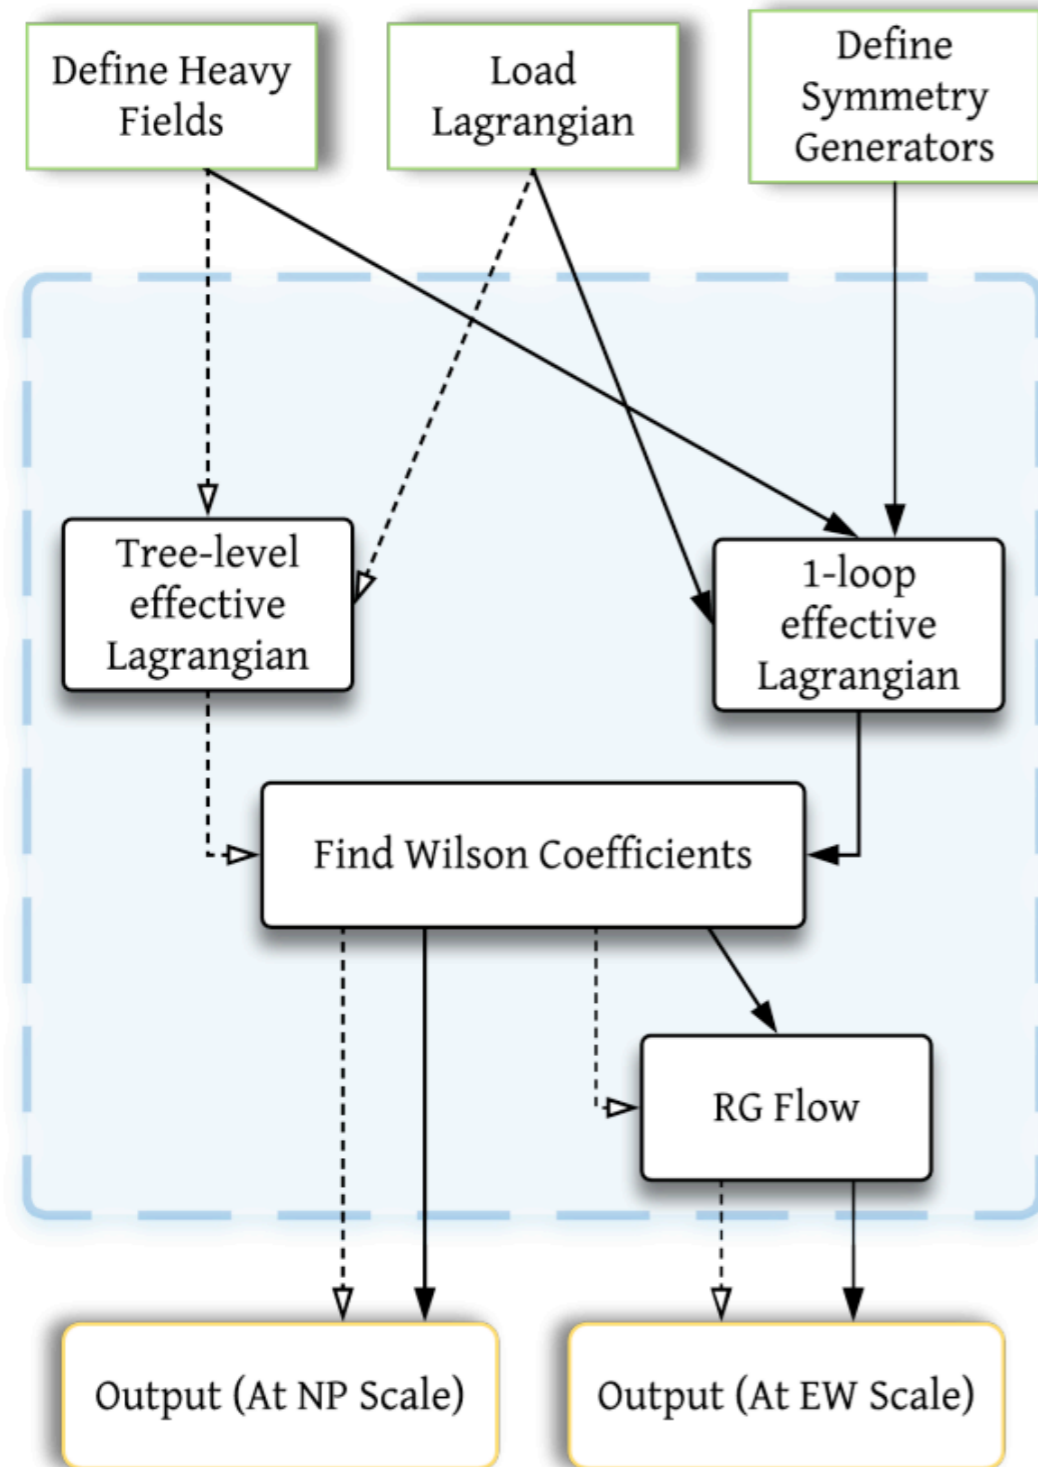 Define Heavy
Fields
Load
Lagrangian
Define
Symmetry
Generators
Tree-level
effective
Lagrangian
1-loop
effective
Lagrangian
Find Wilson Coefficients
RG Flow
Output (At NP Scale)
Output (At EW Scale)